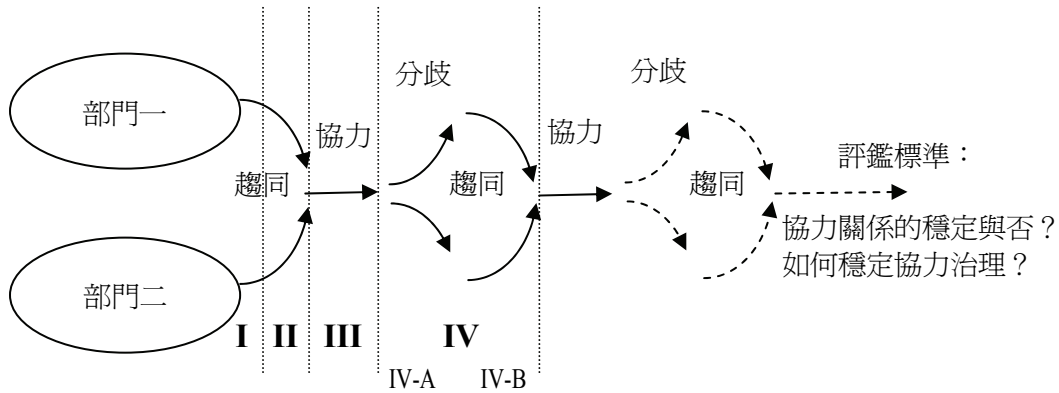 分歧
分歧
部門一
協力
協力
評鑑標準：
趨同
趨同
趨同
協力關係的穩定與否？
如何穩定協力治理？
部門二
I
II
III
IV
IV-A
IV-B